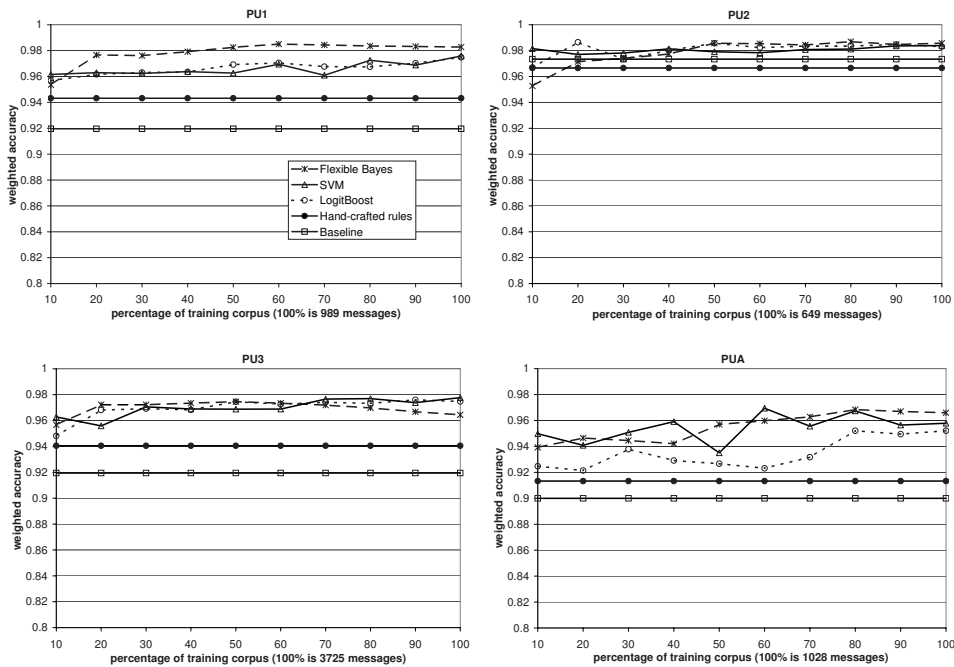 PU1
1
0.98
0.96
0.94
0.92
0.9
0.88
0.86
0.84
0.82
0.8
weighted accuracy
Flexible Bayes
SVM
LogitBoost
Hand-crafted rules
Baseline
10 20 30 40 50 60 70 80 90 100
percentage of training corpus (100% is 989 messages)
PU2
1
0.98
0.96
0.94
0.92
0.9
0.88
0.86
0.84
0.82
0.8
weighted accuracy
10 20 30 40 50 60 70 80 90 100
percentage of training corpus (100% is 649 messages)
PU3
1
0.98
0.96
0.94
0.92
0.9
0.88
0.86
0.84
0.82
0.8
weighted accuracy
10 20 30 40 50 60 70 80 90 100
percentage of training corpus (100% is 3725 messages)
PUA
1
0.98
0.96
0.94
0.92
0.9
0.88
0.86
0.84
0.82
0.8
weighted accuracy
10 20 30 40 50 60 70 80 90 100
percentage of training corpus (100% is 1028 messages)